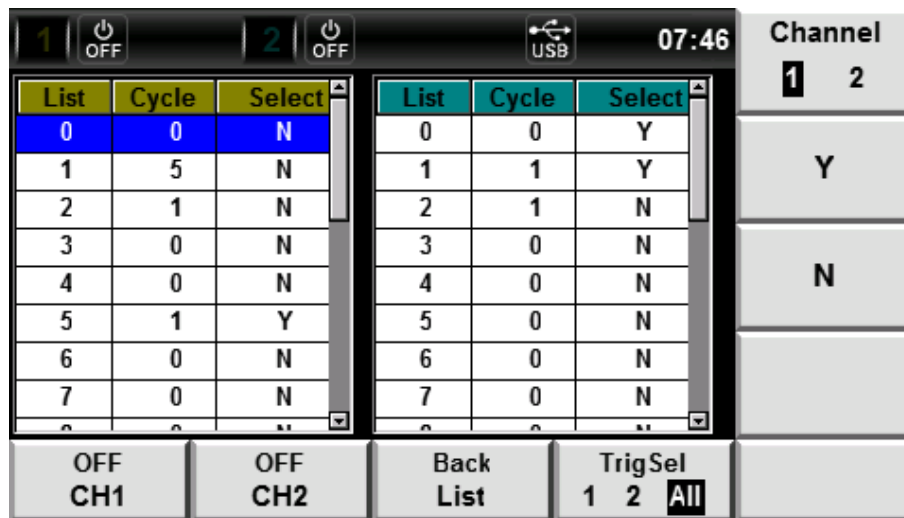 1 OFF 2 OFF USB 07:46
Channel
1 2
Y
N
List Cycle Select
0 0 N
1 5 N
2 1 N
3 0 N
4 0 N
5 1 Y
6 0 N
7 0 N
List Cycle Select
0 0 Y
1 1 Y
2 1 N
3 0 N
4 0 N
5 0 N
6 0 N
7 0 N
OFF
CH1
OFF
CH2
Back
List
TrigSel
1 2 All